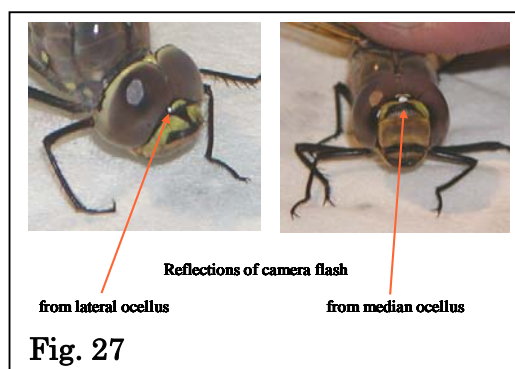 Reflections of camera flash
from lateral ocellus
from median ocellus
Fig. 27